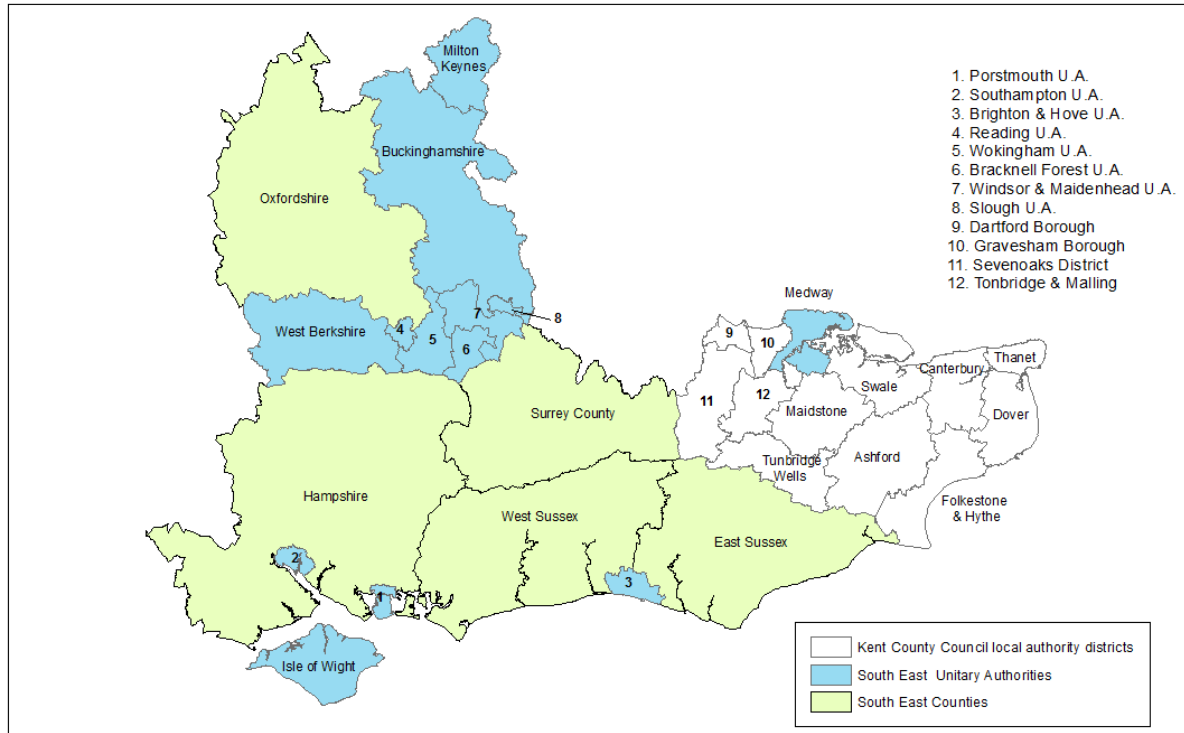 Milton
Keynes
Buckinghamshire
Oxfordshire
1. Porstmouth U.A.
2. Southampton U.A.
3. Brighton & Hove U.A.
4. Reading U.A.
5. Wokingham U.A.
6. Bracknell Forest U.A.
7. Windsor & Maidenhead U.A.
8. Slough U.A.
9. Dartford Borough
10. Gravesham Borough
11. Sevenoaks District
12. Tonbridge & Malling
Medway
7
8
West Berkshire
4
5
6
9
10
Thanet
Canterbury
Swale
11
12
Maidstone
Dover
Surrey County
Tunbridge
Wells
Ashford
Hampshire
West Sussex
Folkestone
& Hythe
East Sussex
2
3
1
Isle of Wight
Kent County Council local authority districts
South East Unitary Authorities
South East Counties